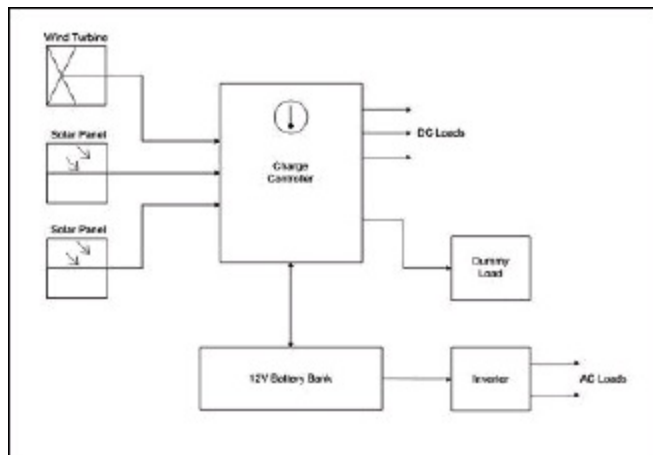 Wind Turbine
Solar Panel
Solar Panel
Charge
Controller
DC Loads
Dummy
Load
12V Battery Bank
Inverter
AC Loads